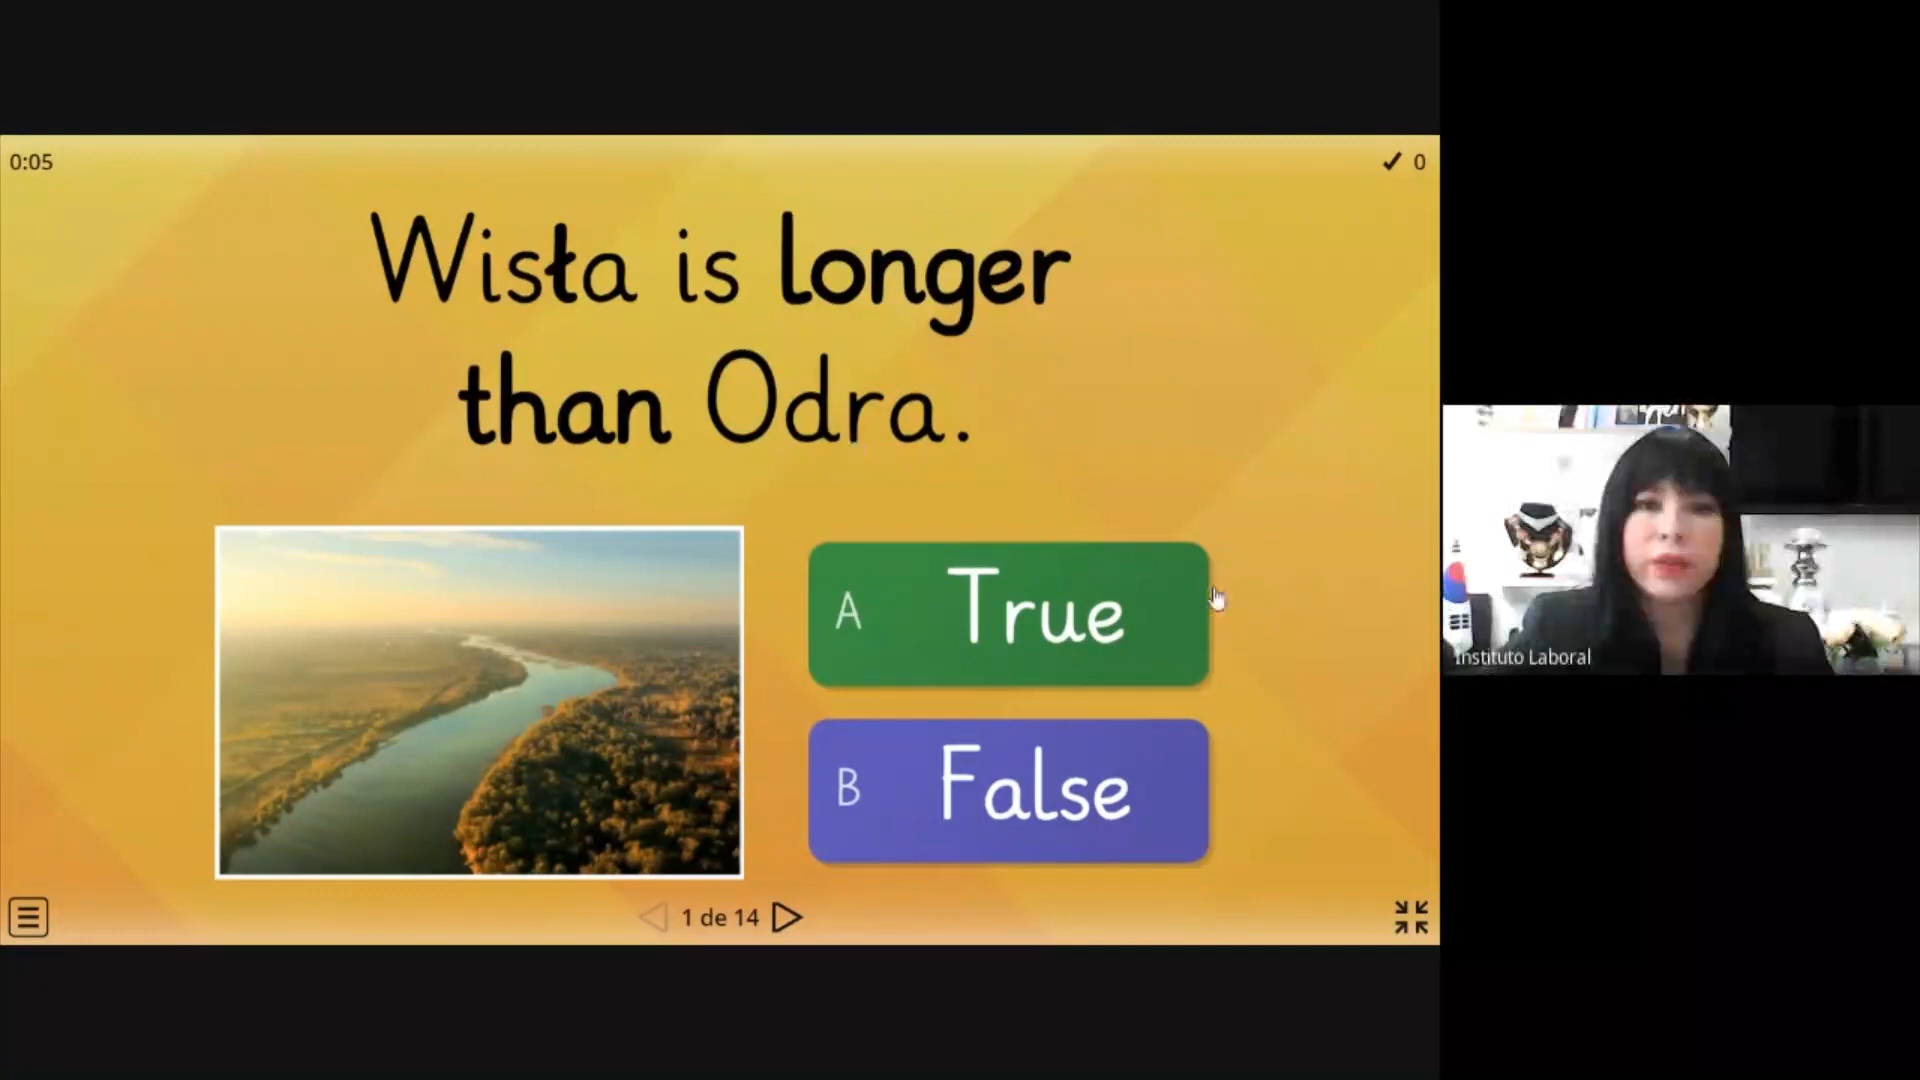 0:05
✓ 0
Wisła is longer
than Odra.
A True
B False
1 de 14
Instituto Laboral